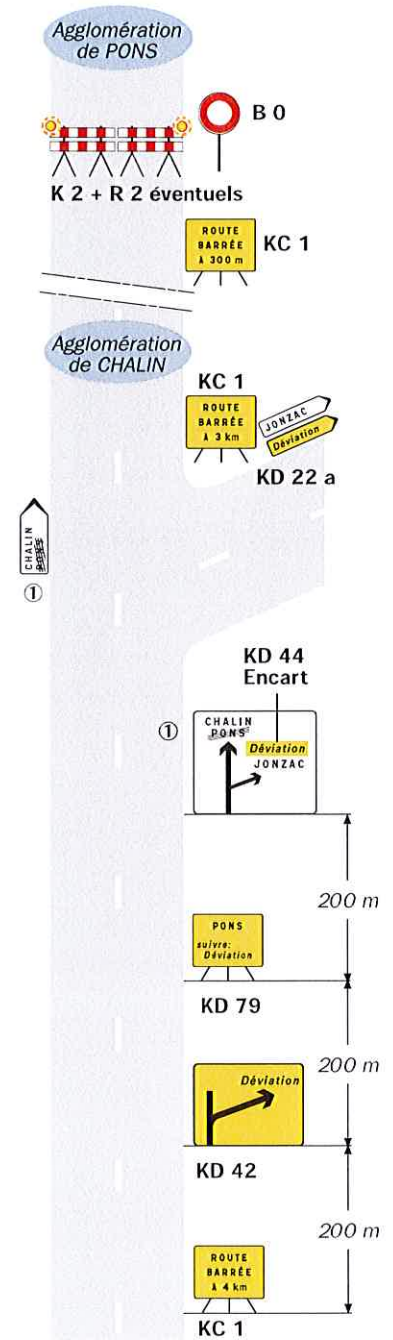 Agglomération
de PONS
B 0
K 2 + R 2 éventuels
ROUTE
BARRÉE
à 300 m
KC 1
Agglomération
de CHALIN
KC 1
ROUTE
BARRÉE
à 3 km
JONZAC
Déviation
KD 22 a
CHALIN
PONS
①
KD 44
Encart
①
CHALIN
PONS
Déviation
JONZAC
200 m
PONS
suivre:
Déviation
KD 79
200 m
Déviation
KD 42
200 m
ROUTE
BARRÉE
à 4 km
KC 1